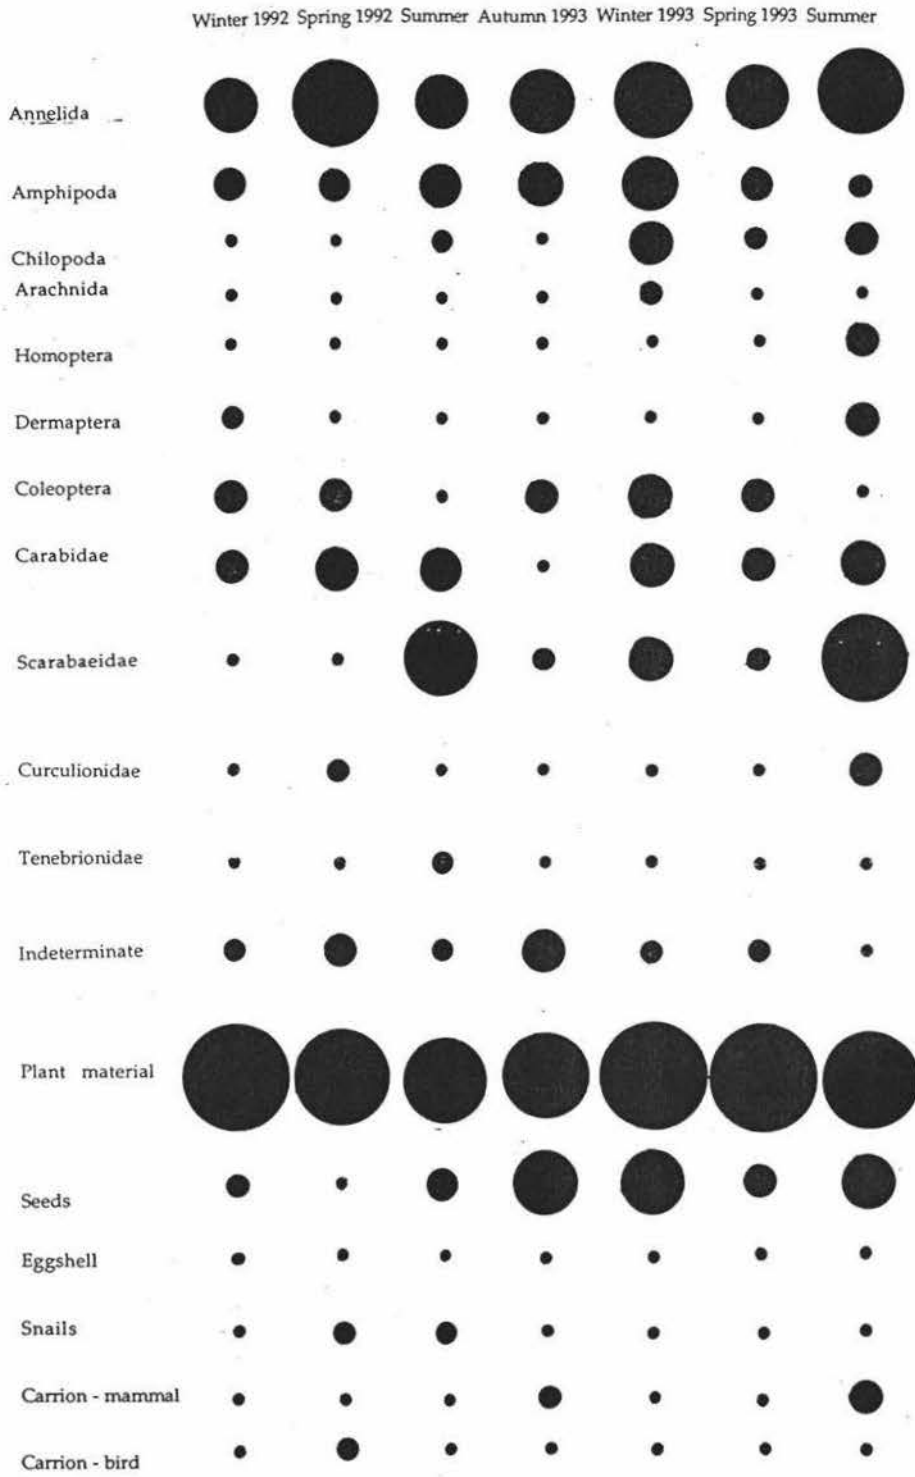 Winter 1992 Spring 1992 Summer Autumn 1993 Winter 1993 Spring 1993 Summer
Annelida
Amphipoda
Chilopoda
Arachnida
Homoptera
Dermaptera
Coleoptera
Carabidae
Scarabaeidae
Curculionidae
Tenebrionidae
Indeterminate
Plant material
Seeds
Eggshell
Snails
Carrion - mammal
Carrion - bird